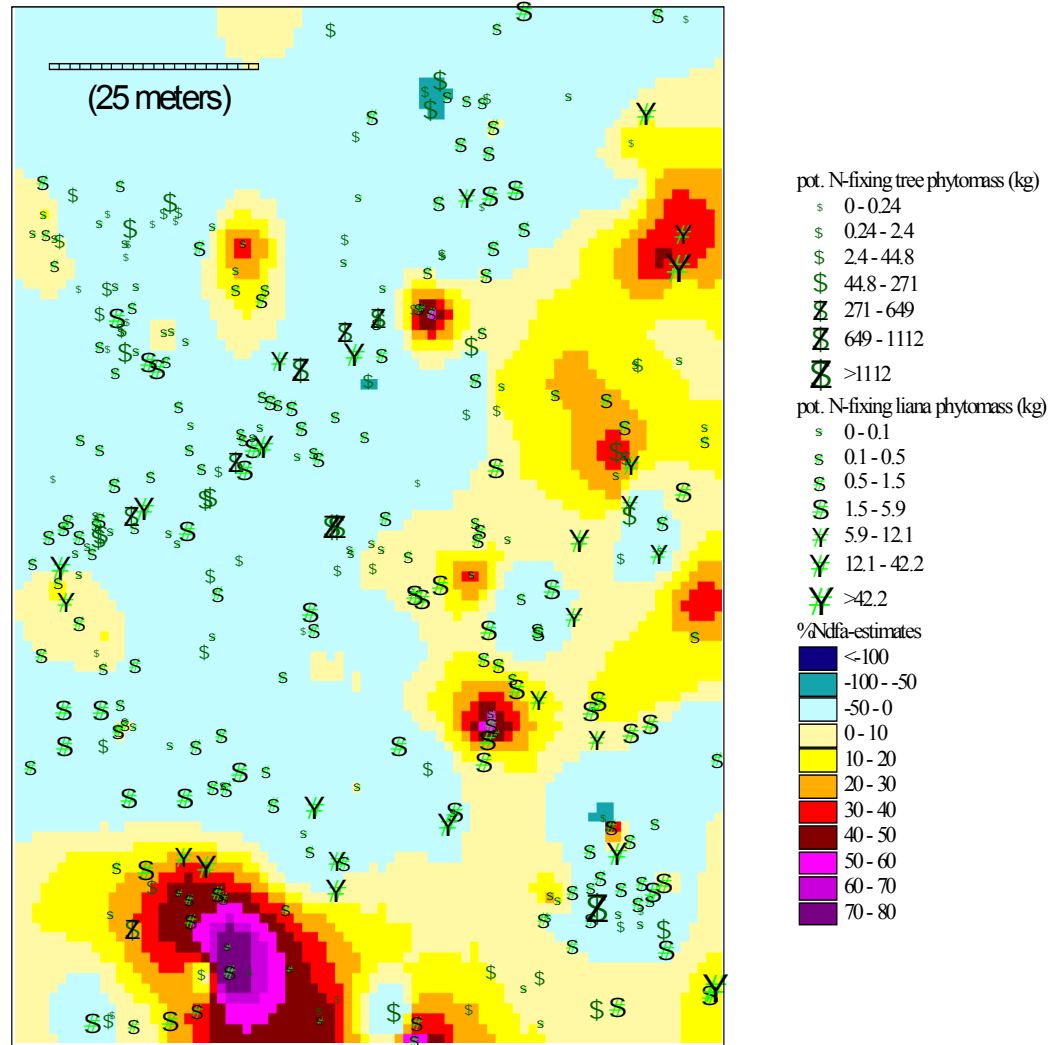 (25 meters)
pot. N-fixing tree phytomass (kg)
0 - 0.24
0.24 - 2.4
2.4 - 44.8
44.8 - 271
271 - 649
649 - 1112
>1112
pot. N-fixing liana phytomass (kg)
0 - 0.1
0.1 - 0.5
0.5 - 1.5
1.5 - 5.9
5.9 - 12.1
12.1 - 42.2
>42.2
%Ndfa-estimates
<-100
-100 - -50
-50 - 0
0 - 10
10 - 20
20 - 30
30 - 40
40 - 50
50 - 60
60 - 70
70 - 80